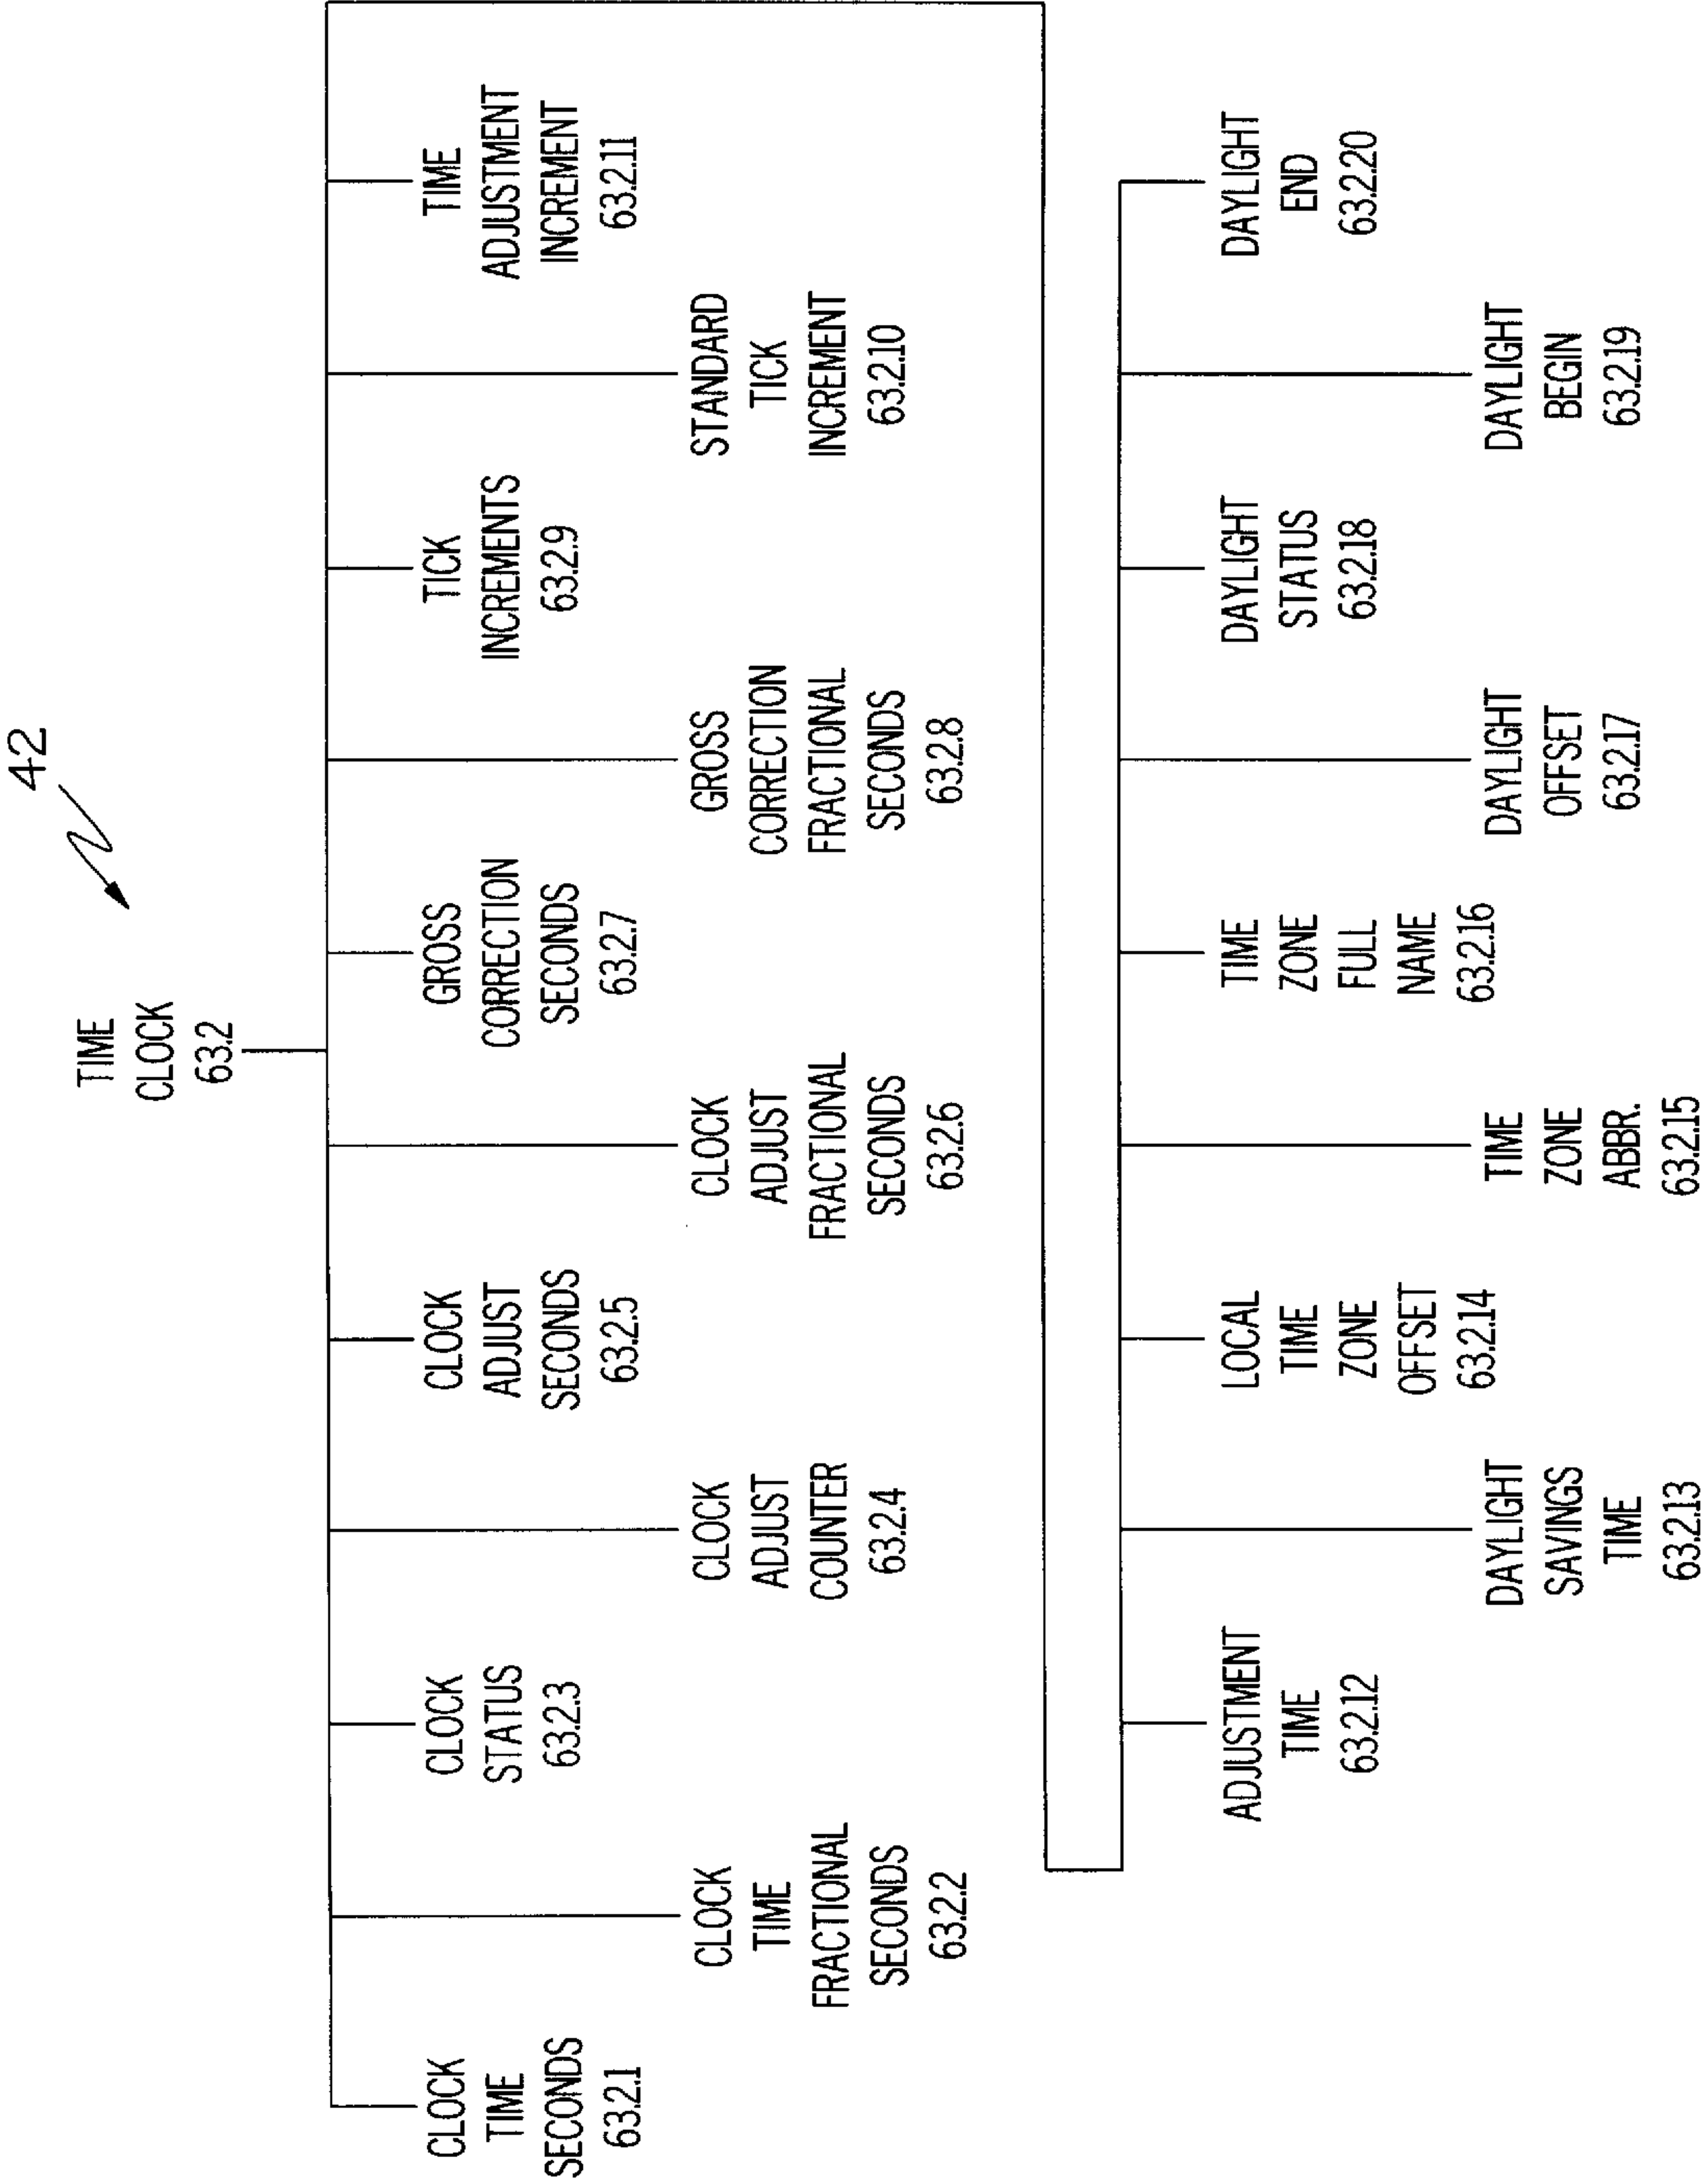 42
TIME
CLOCK
63.2
CLOCK
TIME
SECONDS
63.2.1
CLOCK
TIME
FRACTIONAL
SECONDS
63.2.2
CLOCK
STATUS
63.2.3
CLOCK
ADJUST
COUNTER
63.2.4
CLOCK
ADJUST
SECONDS
63.2.5
CLOCK
ADJUST
FRACTIONAL
SECONDS
63.2.6
GROSS
CORRECTION
SECONDS
63.2.7
GROSS
CORRECTION
FRACTIONAL
SECONDS
63.2.8
TICK
INCREMENTS
63.2.9
STANDARD
TICK
INCREMENT
63.2.10
TIME
ADJUSTMENT
INCREMENT
63.2.11
ADJUSTMENT
TIME
63.2.12
DAYLIGHT
SAVINGS
TIME
63.2.13
LOCAL
TIME
ZONE
OFFSET
63.2.14
TIME
ZONE
ABBR.
63.2.15
TIME
ZONE
FULL
NAME
63.2.16
DAYLIGHT
OFFSET
63.2.17
DAYLIGHT
STATUS
63.2.18
DAYLIGHT
BEGIN
63.2.19
DAYLIGHT
END
63.2.20